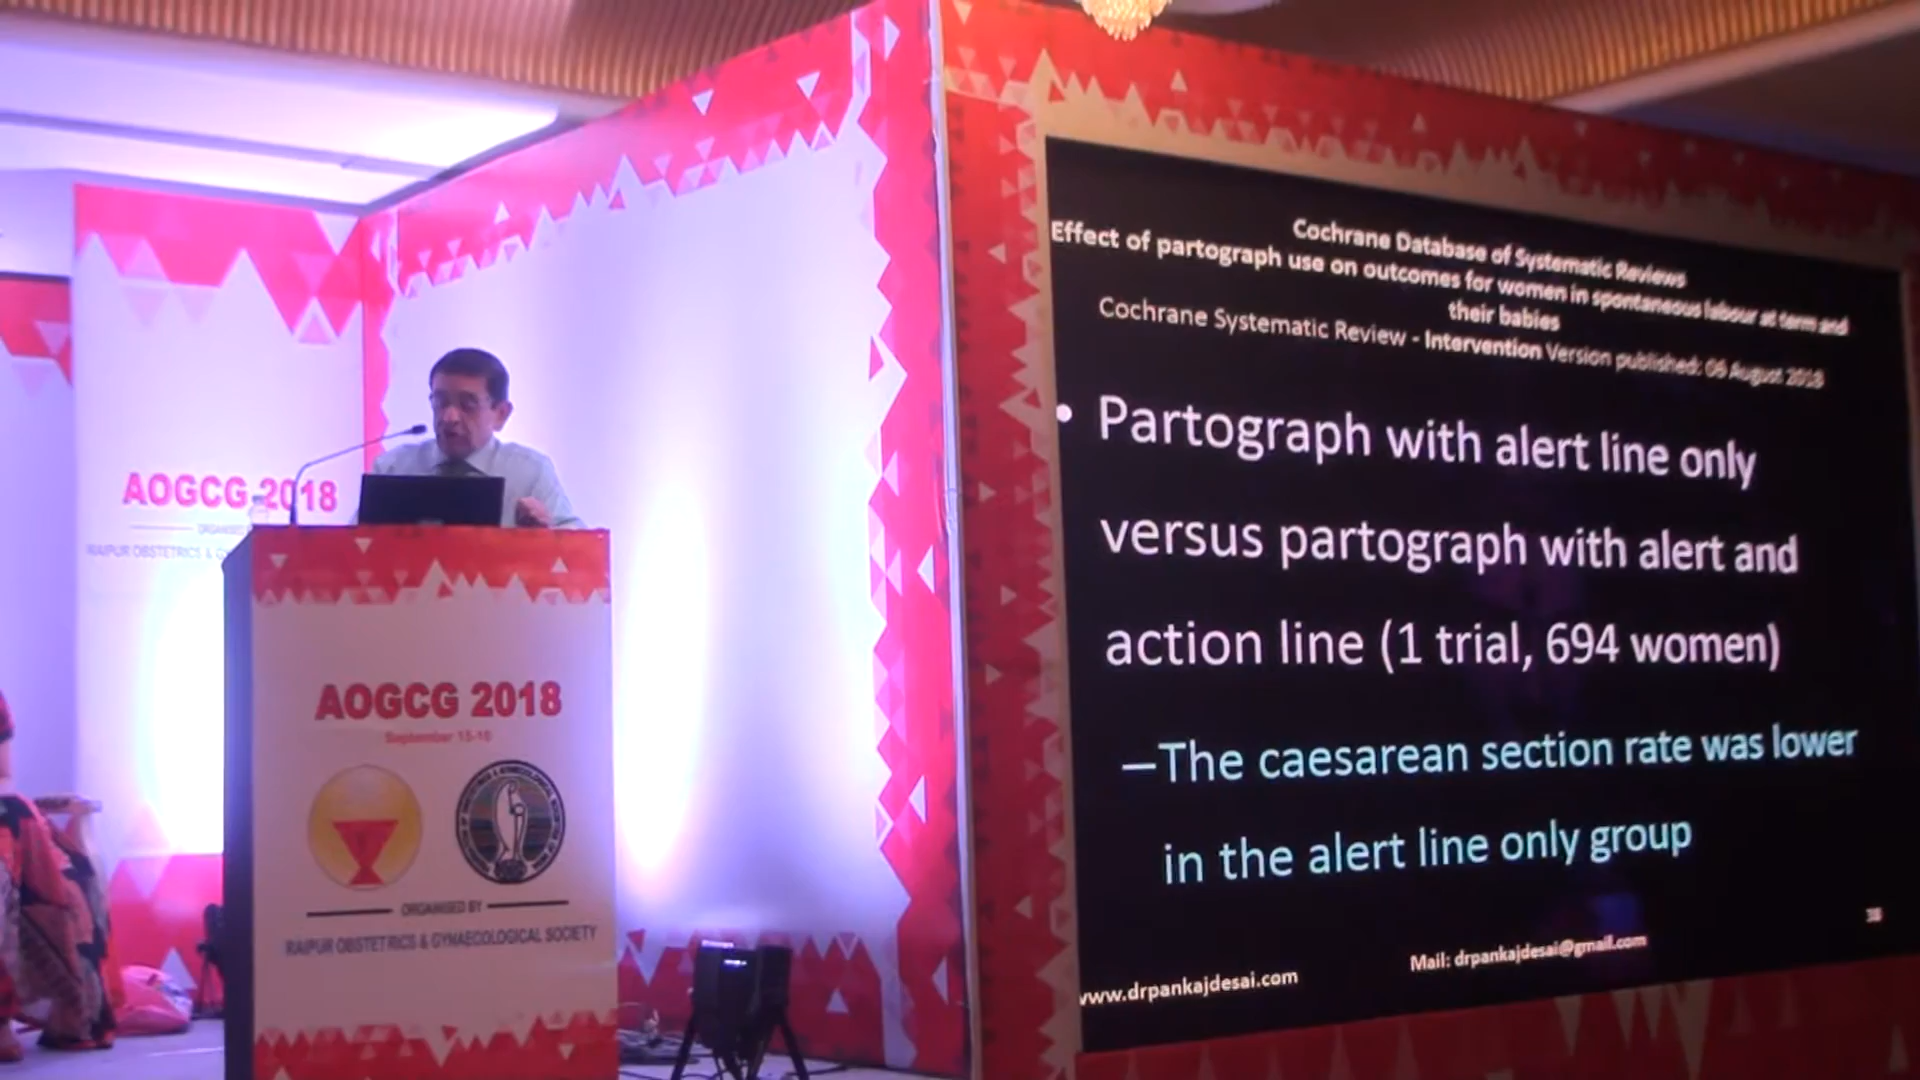 Cochrane Database of Systematic Reviews
Effect of partograph use on outcomes for women in spontaneous labour at term and
their babies
Cochrane Systematic Review - Intervention Version published: 06 August 2018
• Partograph with alert line only
versus partograph with alert and
action line (1 trial, 694 women)
–The caesarean section rate was lower
in the alert line only group
38
www.drpankajdesai.com
Mail: drpankajdesai@gmail.com
AOGCG 2018
RAIPUR OBSTETRICS &
AOGCG 2018
ORGANISED BY
RAIPUR OBSTETRICS & GYNAECOLOGICAL SOCIETY